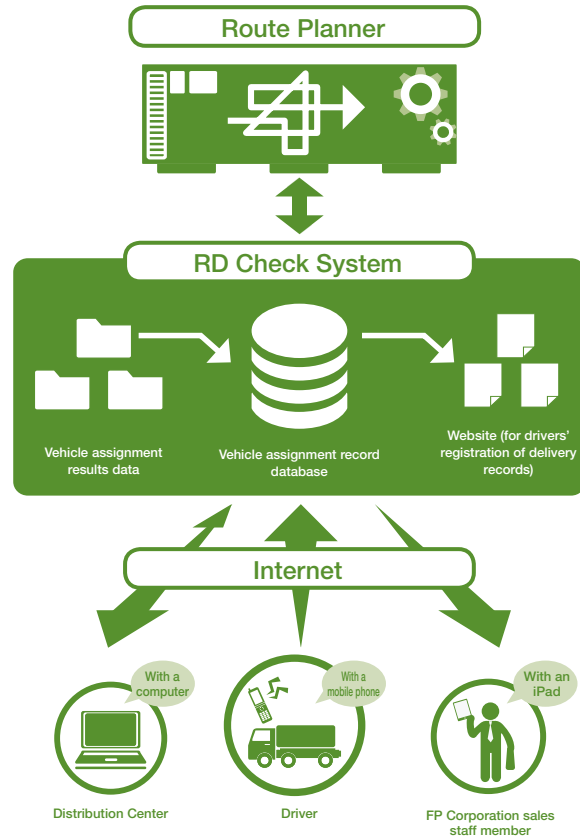 Route Planner
RD Check System
Vehicle assignment
results data
Vehicle assignment record
database
Website (for drivers'
registration of delivery
records)
Internet
With a
computer
With a
mobile phone
With an
iPad
Distribution Center
Driver
FP Corporation sales
staff member